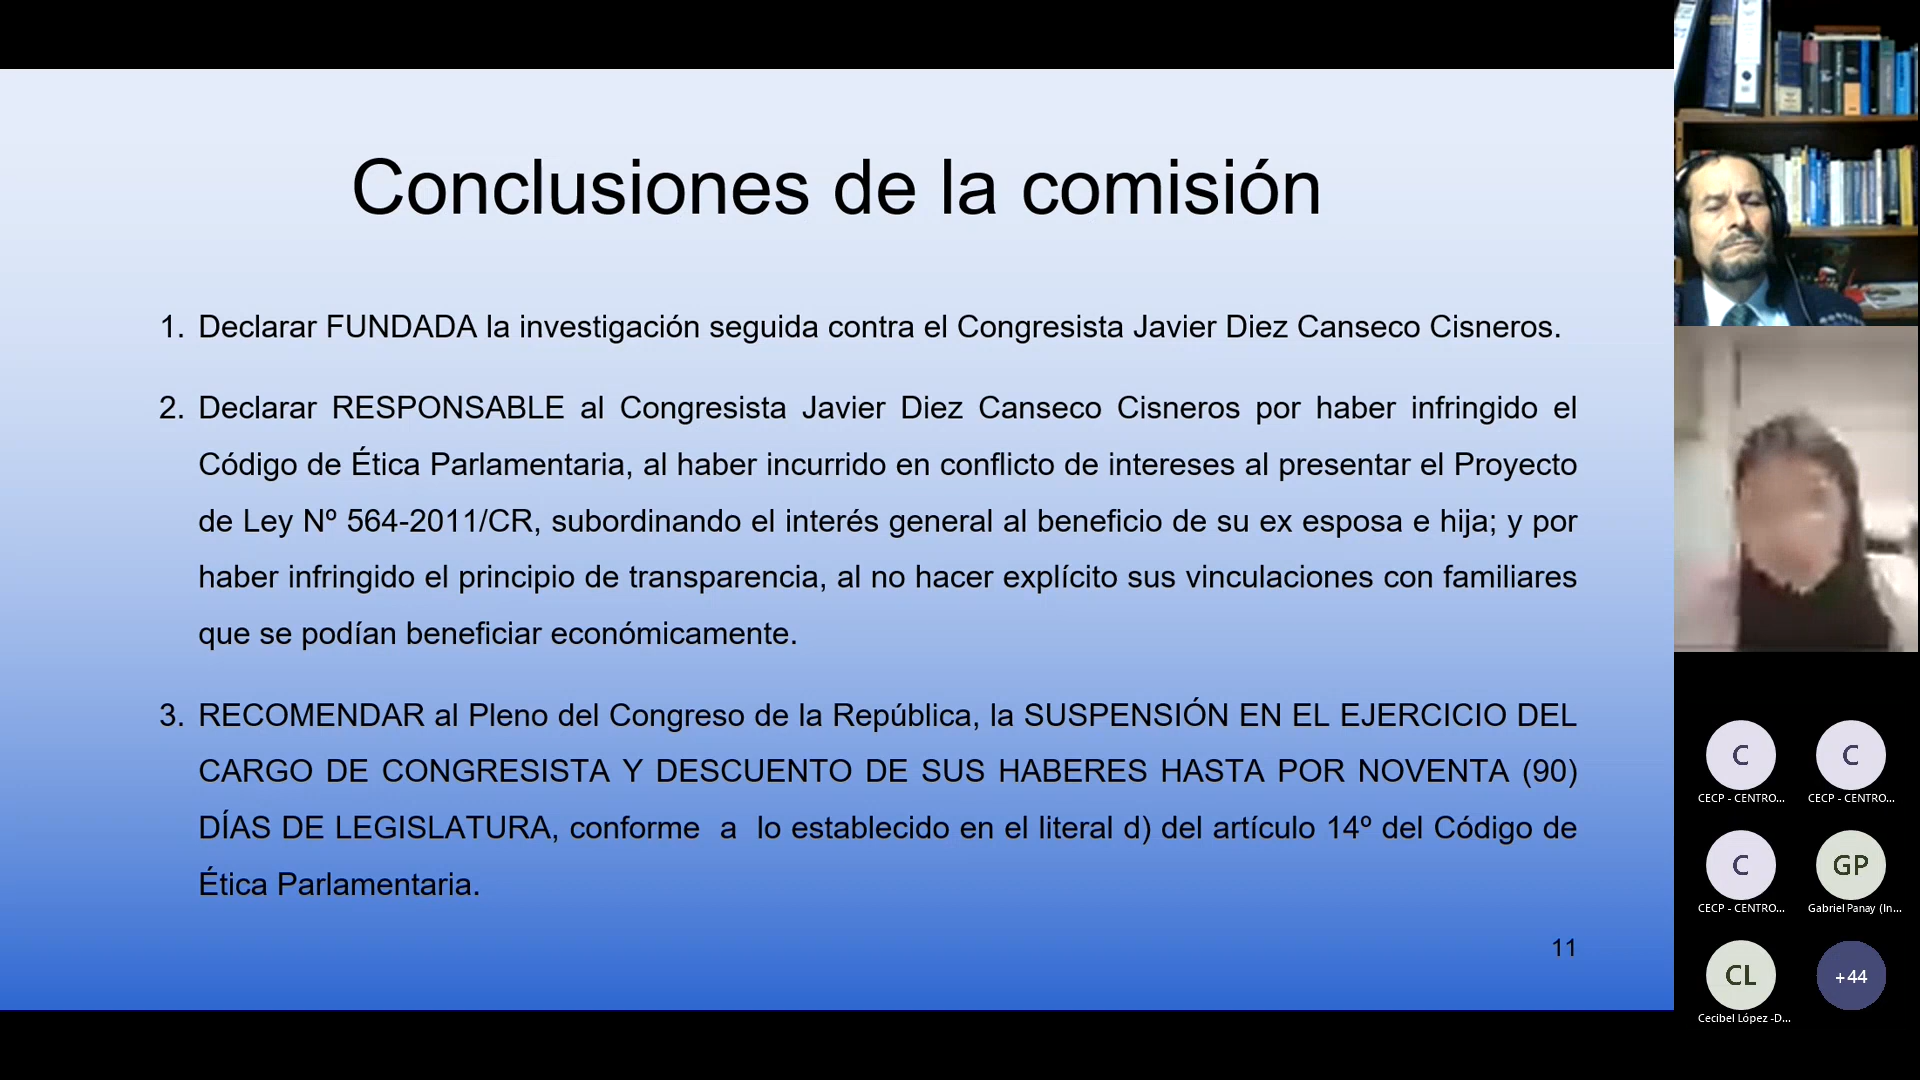 Conclusiones de la comisión
1. Declarar FUNDADA la investigación seguida contra el Congresista Javier Diez Canseco Cisneros.
2. Declarar RESPONSABLE al Congresista Javier Diez Canseco Cisneros por haber infringido el
Código de Ética Parlamentaria, al haber incurrido en conflicto de intereses al presentar el Proyecto
de Ley Nº 564-2011/CR, subordinando el interés general al beneficio de su ex esposa e hija; y por
haber infringido el principio de transparencia, al no hacer explícito sus vinculaciones con familiares
que se podían beneficiar económicamente.
3. RECOMENDAR al Pleno del Congreso de la República, la SUSPENSIÓN EN EL EJERCICIO DEL
CARGO DE CONGRESISTA Y DESCUENTO DE SUS HABERES HASTA POR NOVENTA (90)
DÍAS DE LEGISLATURA, conforme a lo establecido en el literal d) del artículo 14º del Código de
Ética Parlamentaria.
11
C
CECP - CENTRO...
C
CECP - CENTRO...
C
CECP - CENTRO...
GP
Gabriel Panay (In...
CL
Cecibel López -D...
+44